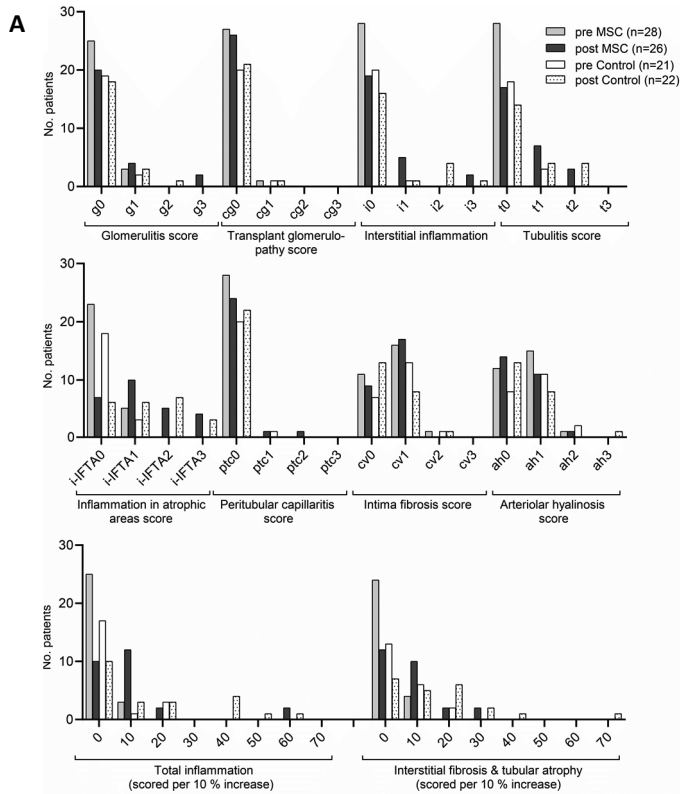 A
pre MSC (n=28)
post MSC (n=26)
pre Control (n=21)
post Control (n=22)
No. patients
30
20
10
0
g0 g1 g2 g3 cg0 cg1 cg2 cg3 i0 i1 i2 i3 t0 t1 t2 t3
Glomerulitis score Transplant glomerulo- Interstitial inflammation Tubulitis score
pathy score
No. patients
30
20
10
0
i-IFTA0 i-IFTA1 i-IFTA2 i-IFTA3 ptc0 ptc1 ptc2 ptc3 cv0 cv1 cv2 cv3 ah0 ah1 ah2 ah3
Inflammation in atrophic Peritubular capillaritis Intima fibrosis score Arteriolar hyalinosis
areas score score score
No. patients
30
20
10
0
0 10 20 30 40 50 60 70 0 10 20 30 40 50 60 70
Total inflammation Interstitial fibrosis & tubular atrophy
(scored per 10 % increase) (scored per 10 % increase)